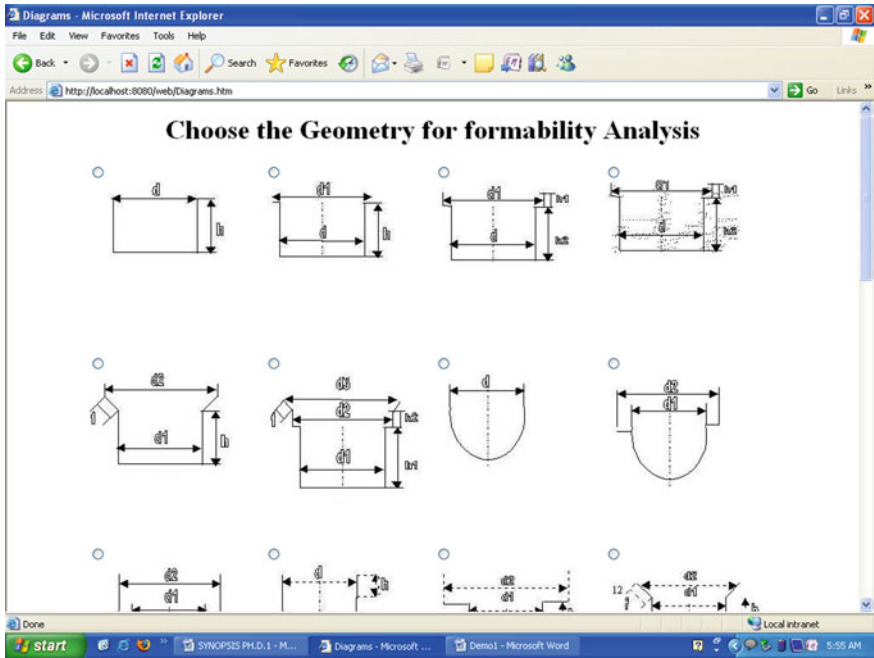 Diagrams - Microsoft Internet Explorer
File Edit View Favorites Tools Help
Back Search Favorites
Address http://localhost:8080/web/Diagrams.htm Go Links »
Choose the Geometry for formability Analysis
d h
d1 d h
d1 h1 d h2
d1 h1 d h2
d2 l d1 h
d3 l d2 h2 d1 h1
d
d2 d1
d2 d1
d h
d2 d1
12 d2 d1 h
Done Local intranet
start » SYNOPSIS PH.D.1 - M... Diagrams - Microsoft ... Demo1 - Microsoft Word 5:55 AM